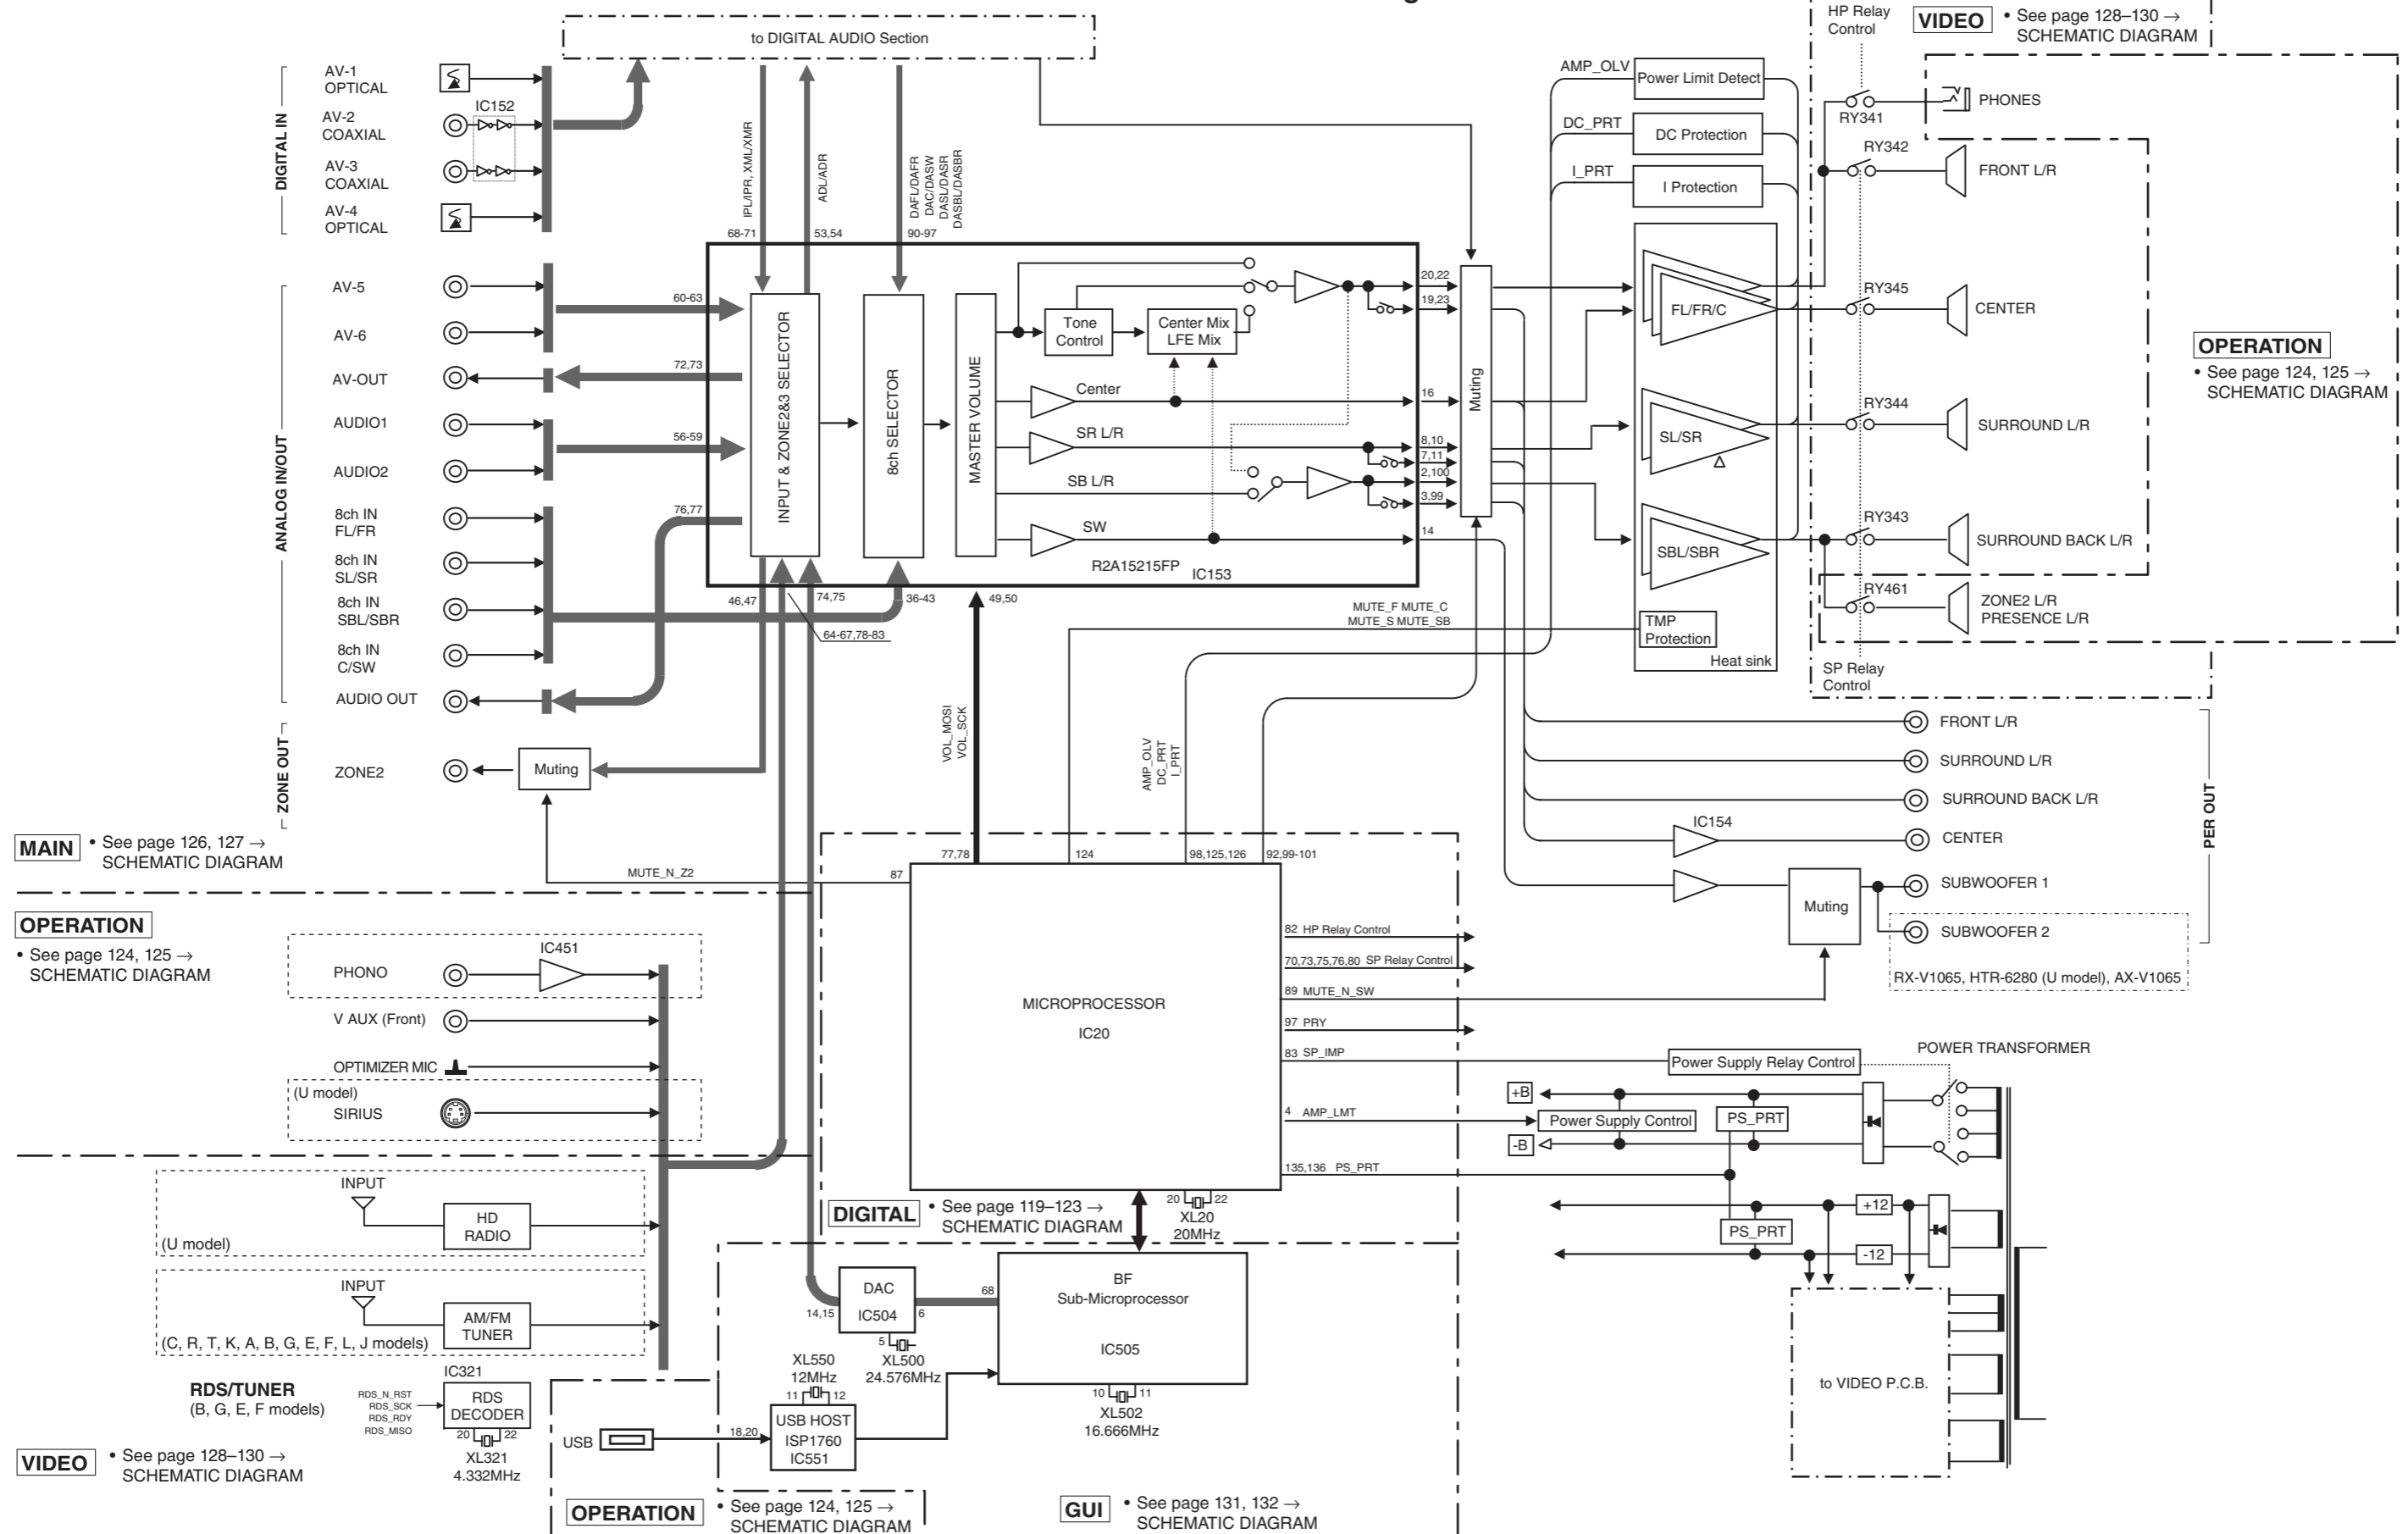 to DIGITAL AUDIO Section
DIGITAL IN
AV-1
OPTICAL
AV-2
COAXIAL
IC152
AV-3
COAXIAL
AV-4
OPTICAL
ANALOG IN/OUT
AV-5
AV-6
AV-OUT
AUDIO1
AUDIO2
8ch IN
FL/FR
8ch IN
SL/SR
8ch IN
SBL/SBR
8ch IN
C/SW
AUDIO OUT
ZONE OUT
ZONE2
Muting
60-63
72,73
56-59
76,77
IPL/IPR, XML/XMR
ADL/ADR
DAFL/DAFR
DAC/DASW
DASL/DASR
DASBL/DASBR
68-71
53,54
90-97
INPUT & ZONE2&3 SELECTOR
8ch SELECTOR
MASTER VOLUME
Tone
Control
Center Mix
LFE Mix
Center
SR L/R
SB L/R
SW
R2A15215FP
IC153
20,22
19,23
16
8,10
7,11
2,100
3,99
14
Muting
46,47
74,75
36-43
49,50
64-67,78-83
VOL_MOSI
VOL_SCK
MUTE_F MUTE_C
MUTE_S MUTE_SB
AMP_OLV
DC_PRT
I_PRT
AMP_OLV
Power Limit Detect
DC_PRT
DC Protection
I_PRT
I Protection
FL/FR/C
SL/SR
SBL/SBR
TMP
Protection
Heat sink
HP Relay
Control
VIDEO
• See page 128–130 →
SCHEMATIC DIAGRAM
RY341
PHONES
RY342
FRONT L/R
RY345
CENTER
RY344
SURROUND L/R
RY343
SURROUND BACK L/R
RY461
ZONE2 L/R
PRESENCE L/R
SP Relay
Control
OPERATION
• See page 124, 125 →
SCHEMATIC DIAGRAM
PER OUT
FRONT L/R
SURROUND L/R
SURROUND BACK L/R
IC154
CENTER
SUBWOOFER 1
Muting
SUBWOOFER 2
RX-V1065, HTR-6280 (U model), AX-V1065
MAIN
• See page 126, 127 →
SCHEMATIC DIAGRAM
MUTE_N_Z2
87
77,78
124
98,125,126
92,99-101
MICROPROCESSOR
IC20
82 HP Relay Control
70,73,75,76,80 SP Relay Control
89 MUTE_N_SW
97 PRY
83 SP_IMP
4 AMP_LMT
135,136 PS_PRT
Power Supply Relay Control
POWER TRANSFORMER
+B
Power Supply Control
PS_PRT
-B
+12
PS_PRT
-12
to VIDEO P.C.B.
OPERATION
• See page 124, 125 →
SCHEMATIC DIAGRAM
PHONO
IC451
V AUX (Front)
OPTIMIZER MIC
(U model)
SIRIUS
INPUT
HD
RADIO
(U model)
INPUT
AM/FM
TUNER
(C, R, T, K, A, B, G, E, F, L, J models)
RDS/TUNER
(B, G, E, F models)
IC321
RDS_N_RST
RDS_SCK
RDS_RDY
RDS_MISO
RDS
DECODER
20
22
XL321
4.332MHz
VIDEO
• See page 128–130 →
SCHEMATIC DIAGRAM
DIGITAL
• See page 119–123 →
SCHEMATIC DIAGRAM
20
22
XL20
20MHz
DAC
IC504
14,15
6
68
5
XL500
24.576MHz
BF
Sub-Microprocessor
IC505
10
11
XL502
16.666MHz
XL550
12MHz
11
12
USB HOST
ISP1760
IC551
USB
18,20
OPERATION
• See page 124, 125 →
SCHEMATIC DIAGRAM
GUI
• See page 131, 132 →
SCHEMATIC DIAGRAM